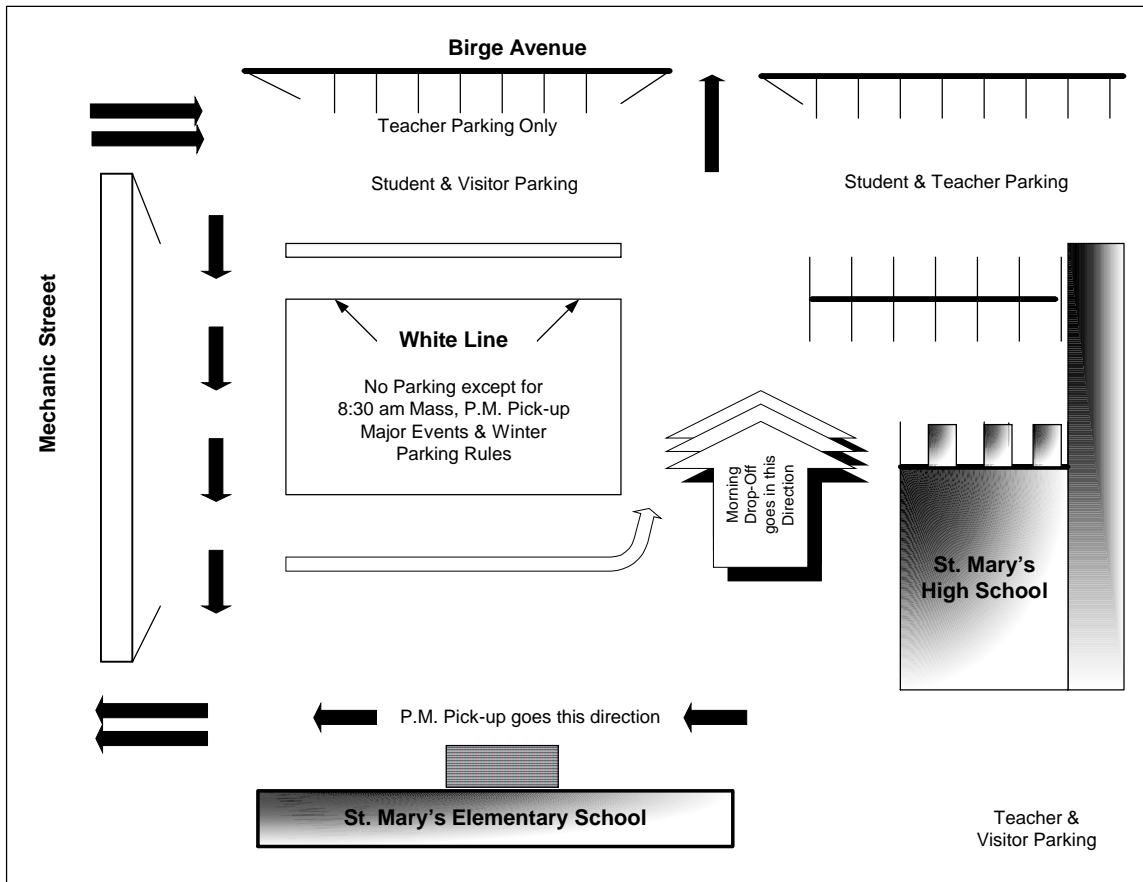 Birge Avenue
Teacher Parking Only
Student & Visitor Parking
Student & Teacher Parking
Mechanic Streeet
White Line
No Parking except for
8:30 am Mass, P.M. Pick-up
Major Events & Winter
Parking Rules
Morning
Drop-Off
goes in this
Direction
St. Mary's
High School
P.M. Pick-up goes this direction
St. Mary's Elementary School
Teacher &
Visitor Parking